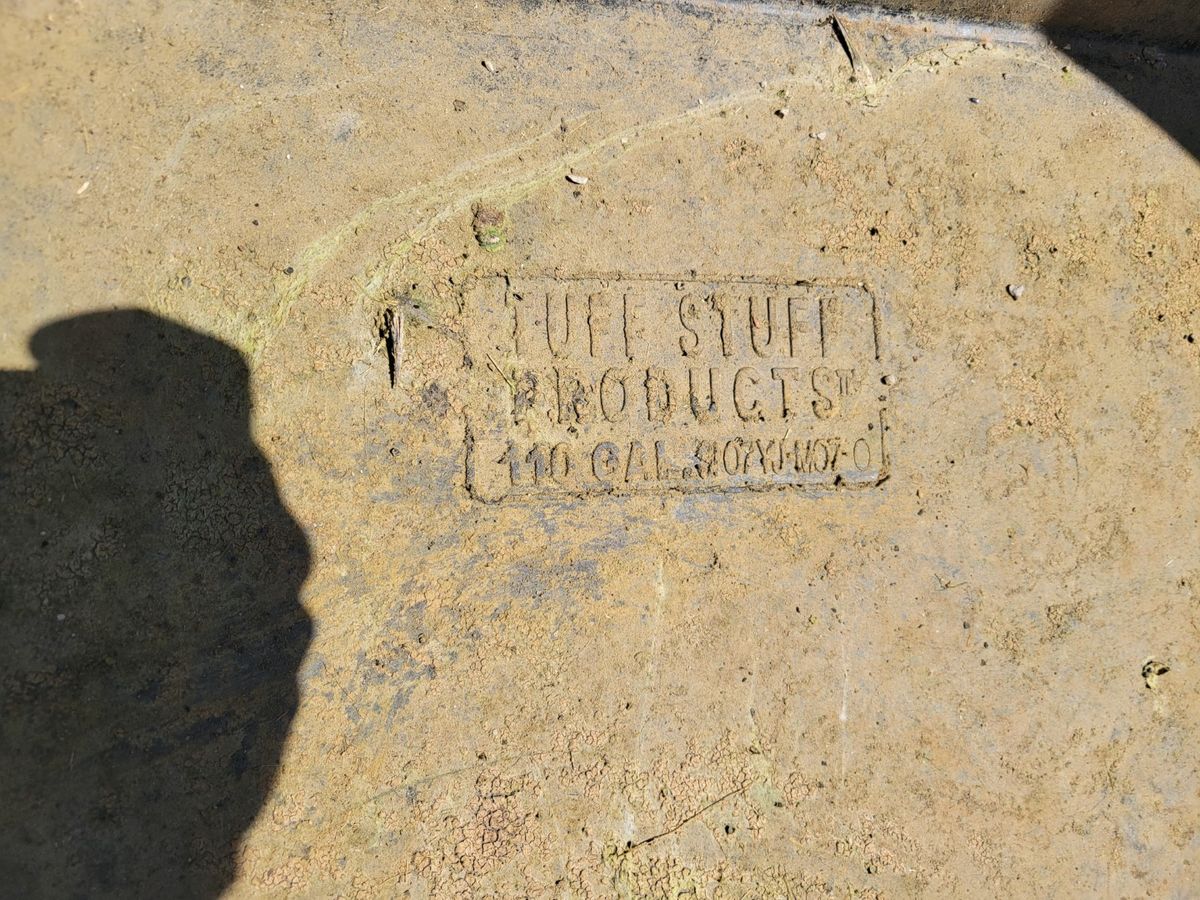 TUFF STUFF
PRODUCTS
110 GAL.